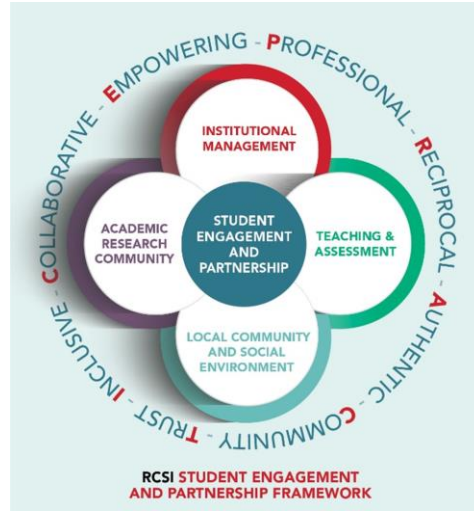 COLLABORATIVE - EMPOWERING - PROFESSIONAL - RECIPROCAL - AUTHENTIC - COMMUNITY - TRUST - INCLUSIVE -
INSTITUTIONAL
MANAGEMENT
ACADEMIC
RESEARCH
COMMUNITY
STUDENT
ENGAGEMENT
AND
PARTNERSHIP
TEACHING &
ASSESSMENT
LOCAL COMMUNITY
AND SOCIAL
ENVIRONMENT
RCSI STUDENT ENGAGEMENT
AND PARTNERSHIP FRAMEWORK